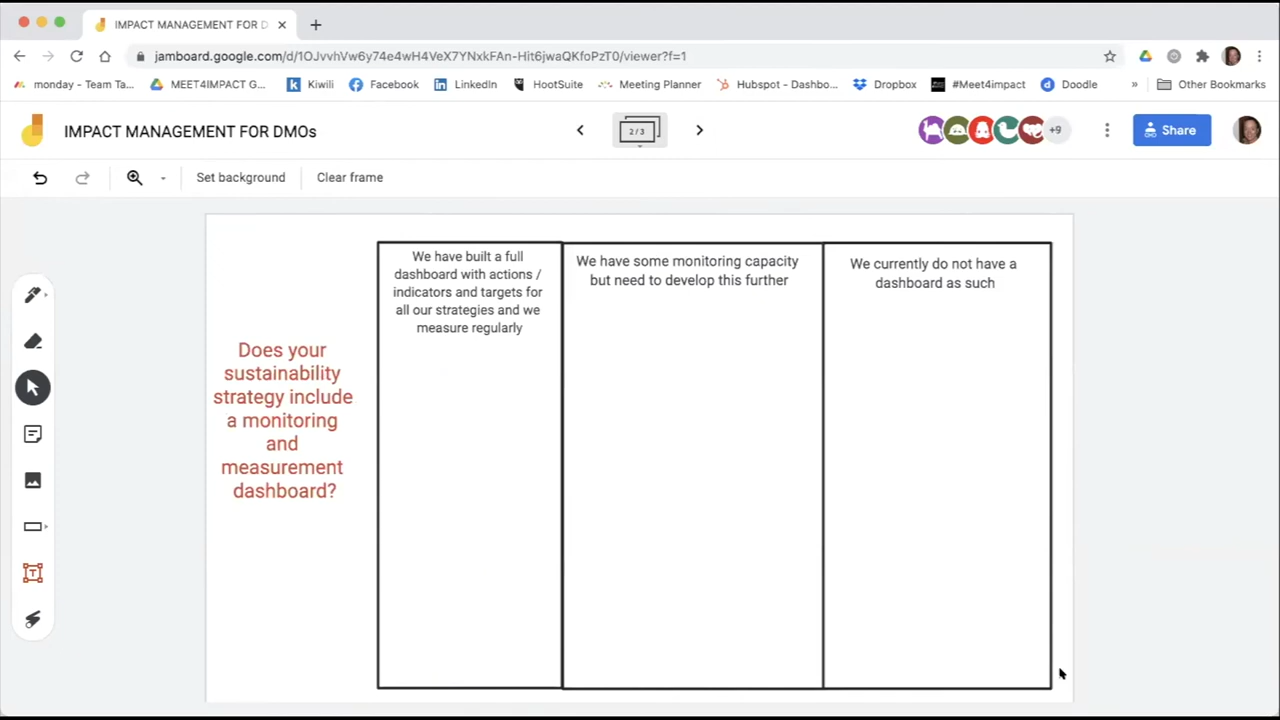 IMPACT MANAGEMENT FOR D
jamboard.google.com/d/1OJvvhVw6y74e4wH4VeX7YNxkFAn-Hit6jwaQKfoPzT0/viewer?f=1
monday - Team Ta... MEET4IMPACT G... Kiwili Facebook LinkedIn HootSuite Meeting Planner Hubspot - Dashbo... Dropbox #Meet4impact Doodle » Other Bookmarks
IMPACT MANAGEMENT FOR DMOs
2/3
+9
Share
Set background
Clear frame
Does your
sustainability
strategy include
a monitoring
and
measurement
dashboard?
We have built a full
dashboard with actions /
indicators and targets for
all our strategies and we
measure regularly
We have some monitoring capacity
but need to develop this further
We currently do not have a
dashboard as such